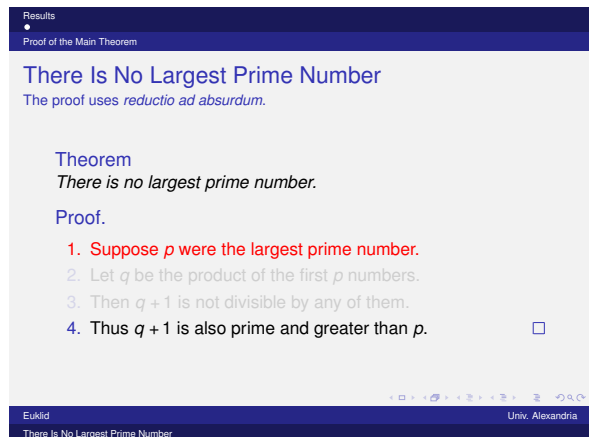 Results
Proof of the Main Theorem
There Is No Largest Prime Number
The proof uses reductio ad absurdum.
Theorem
There is no largest prime number.
Proof.
1. Suppose p were the largest prime number.
2. Let q be the product of the first p numbers.
3. Then q + 1 is not divisible by any of them.
4. Thus q + 1 is also prime and greater than p.
Euklid Univ. Alexandria
There Is No Largest Prime Number